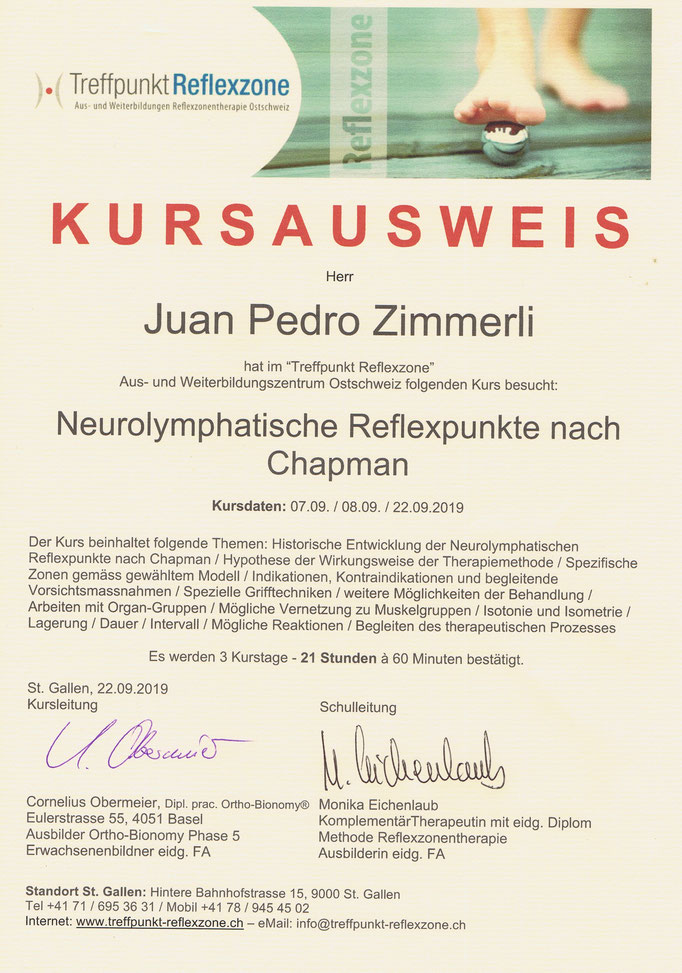 Treffpunkt Reflexzone
Aus- und Weiterbildungen Reflexzonentherapie Ostschweiz
Reflexzone
KURSAUSWEIS
Herr
Juan Pedro Zimmerli
hat im “Treffpunkt Reflexzone”
Aus- und Weiterbildungszentrum Ostschweiz folgenden Kurs besucht:
Neurolymphatische Reflexpunkte nach
Chapman
Kursdaten: 07.09. / 08.09. / 22.09.2019
Der Kurs beinhaltet folgende Themen: Historische Entwicklung der Neurolymphatischen
Reflexpunkte nach Chapman / Hypothese der Wirkungsweise der Therapiemethode / Spezifische
Zonen gemäss gewähltem Modell / Indikationen, Kontraindikationen und begleitende
Vorsichtsmassnahmen / Spezielle Grifftechniken / weitere Möglichkeiten der Behandlung /
Arbeiten mit Organ-Gruppen / Mögliche Vernetzung zu Muskelgruppen / Isotonie und Isometrie /
Lagerung / Dauer / Intervall / Mögliche Reaktionen / Begleiten des therapeutischen Prozesses
Es werden 3 Kurstage - 21 Stunden à 60 Minuten bestätigt.
St. Gallen, 22.09.2019
Kursleitung
Schulleitung
M. Eichenlaub
Cornelius Obermeier, Dipl. prac. Ortho-Bionomy®
Eulerstrasse 55, 4051 Basel
Ausbilder Ortho-Bionomy Phase 5
Erwachsenenbildner eidg. FA
Monika Eichenlaub
KomplementärTherapeutin mit eidg. Diplom
Methode Reflexzonentherapie
Ausbilderin eidg. FA
Standort St. Gallen: Hintere Bahnhofstrasse 15, 9000 St. Gallen
Tel +41 71 / 695 36 31 / Mobil +41 78 / 945 45 02
Internet: www.treffpunkt-reflexzone.ch – eMail: info@treffpunkt-reflexzone.ch